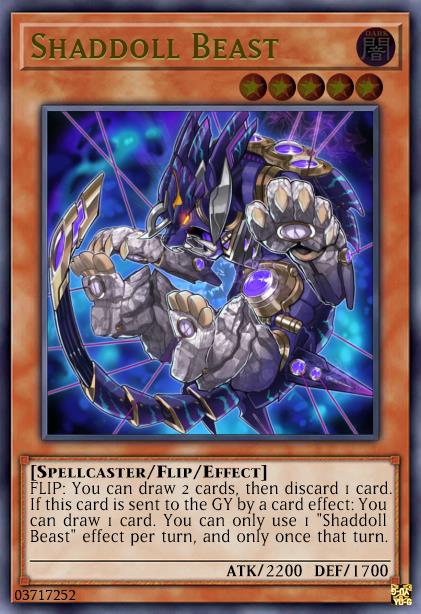 Shaddoll Beast
DARK
闇
[Spellcaster/Flip/Effect]
FLIP: You can draw 2 cards, then discard 1 card.
If this card is sent to the GY by a card effect: You
can draw 1 card. You can only use 1 "Shaddoll
Beast" effect per turn, and only once that turn.
ATK/2200 DEF/1700
03717252